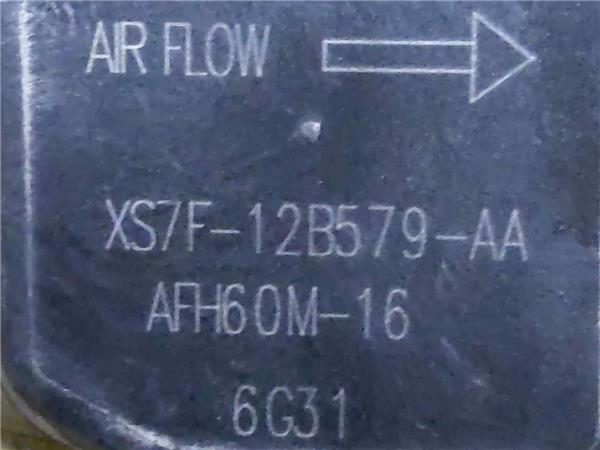 AIR FLOW
XS7F-12B579-AA
AFH60M-16
6G31